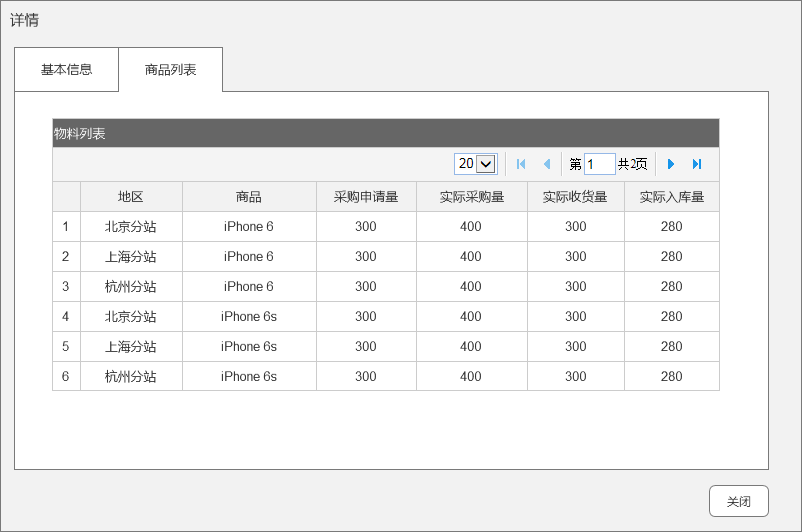 详情
基本信息 商品列表
物料列表
20 第 1 共2页
地区 商品 采购申请量 实际采购量 实际收货量 实际入库量
1 北京分站 iPhone 6 300 400 300 280
2 上海分站 iPhone 6 300 400 300 280
3 杭州分站 iPhone 6 300 400 300 280
4 北京分站 iPhone 6s 300 400 300 280
5 上海分站 iPhone 6s 300 400 300 280
6 杭州分站 iPhone 6s 300 400 300 280
关闭